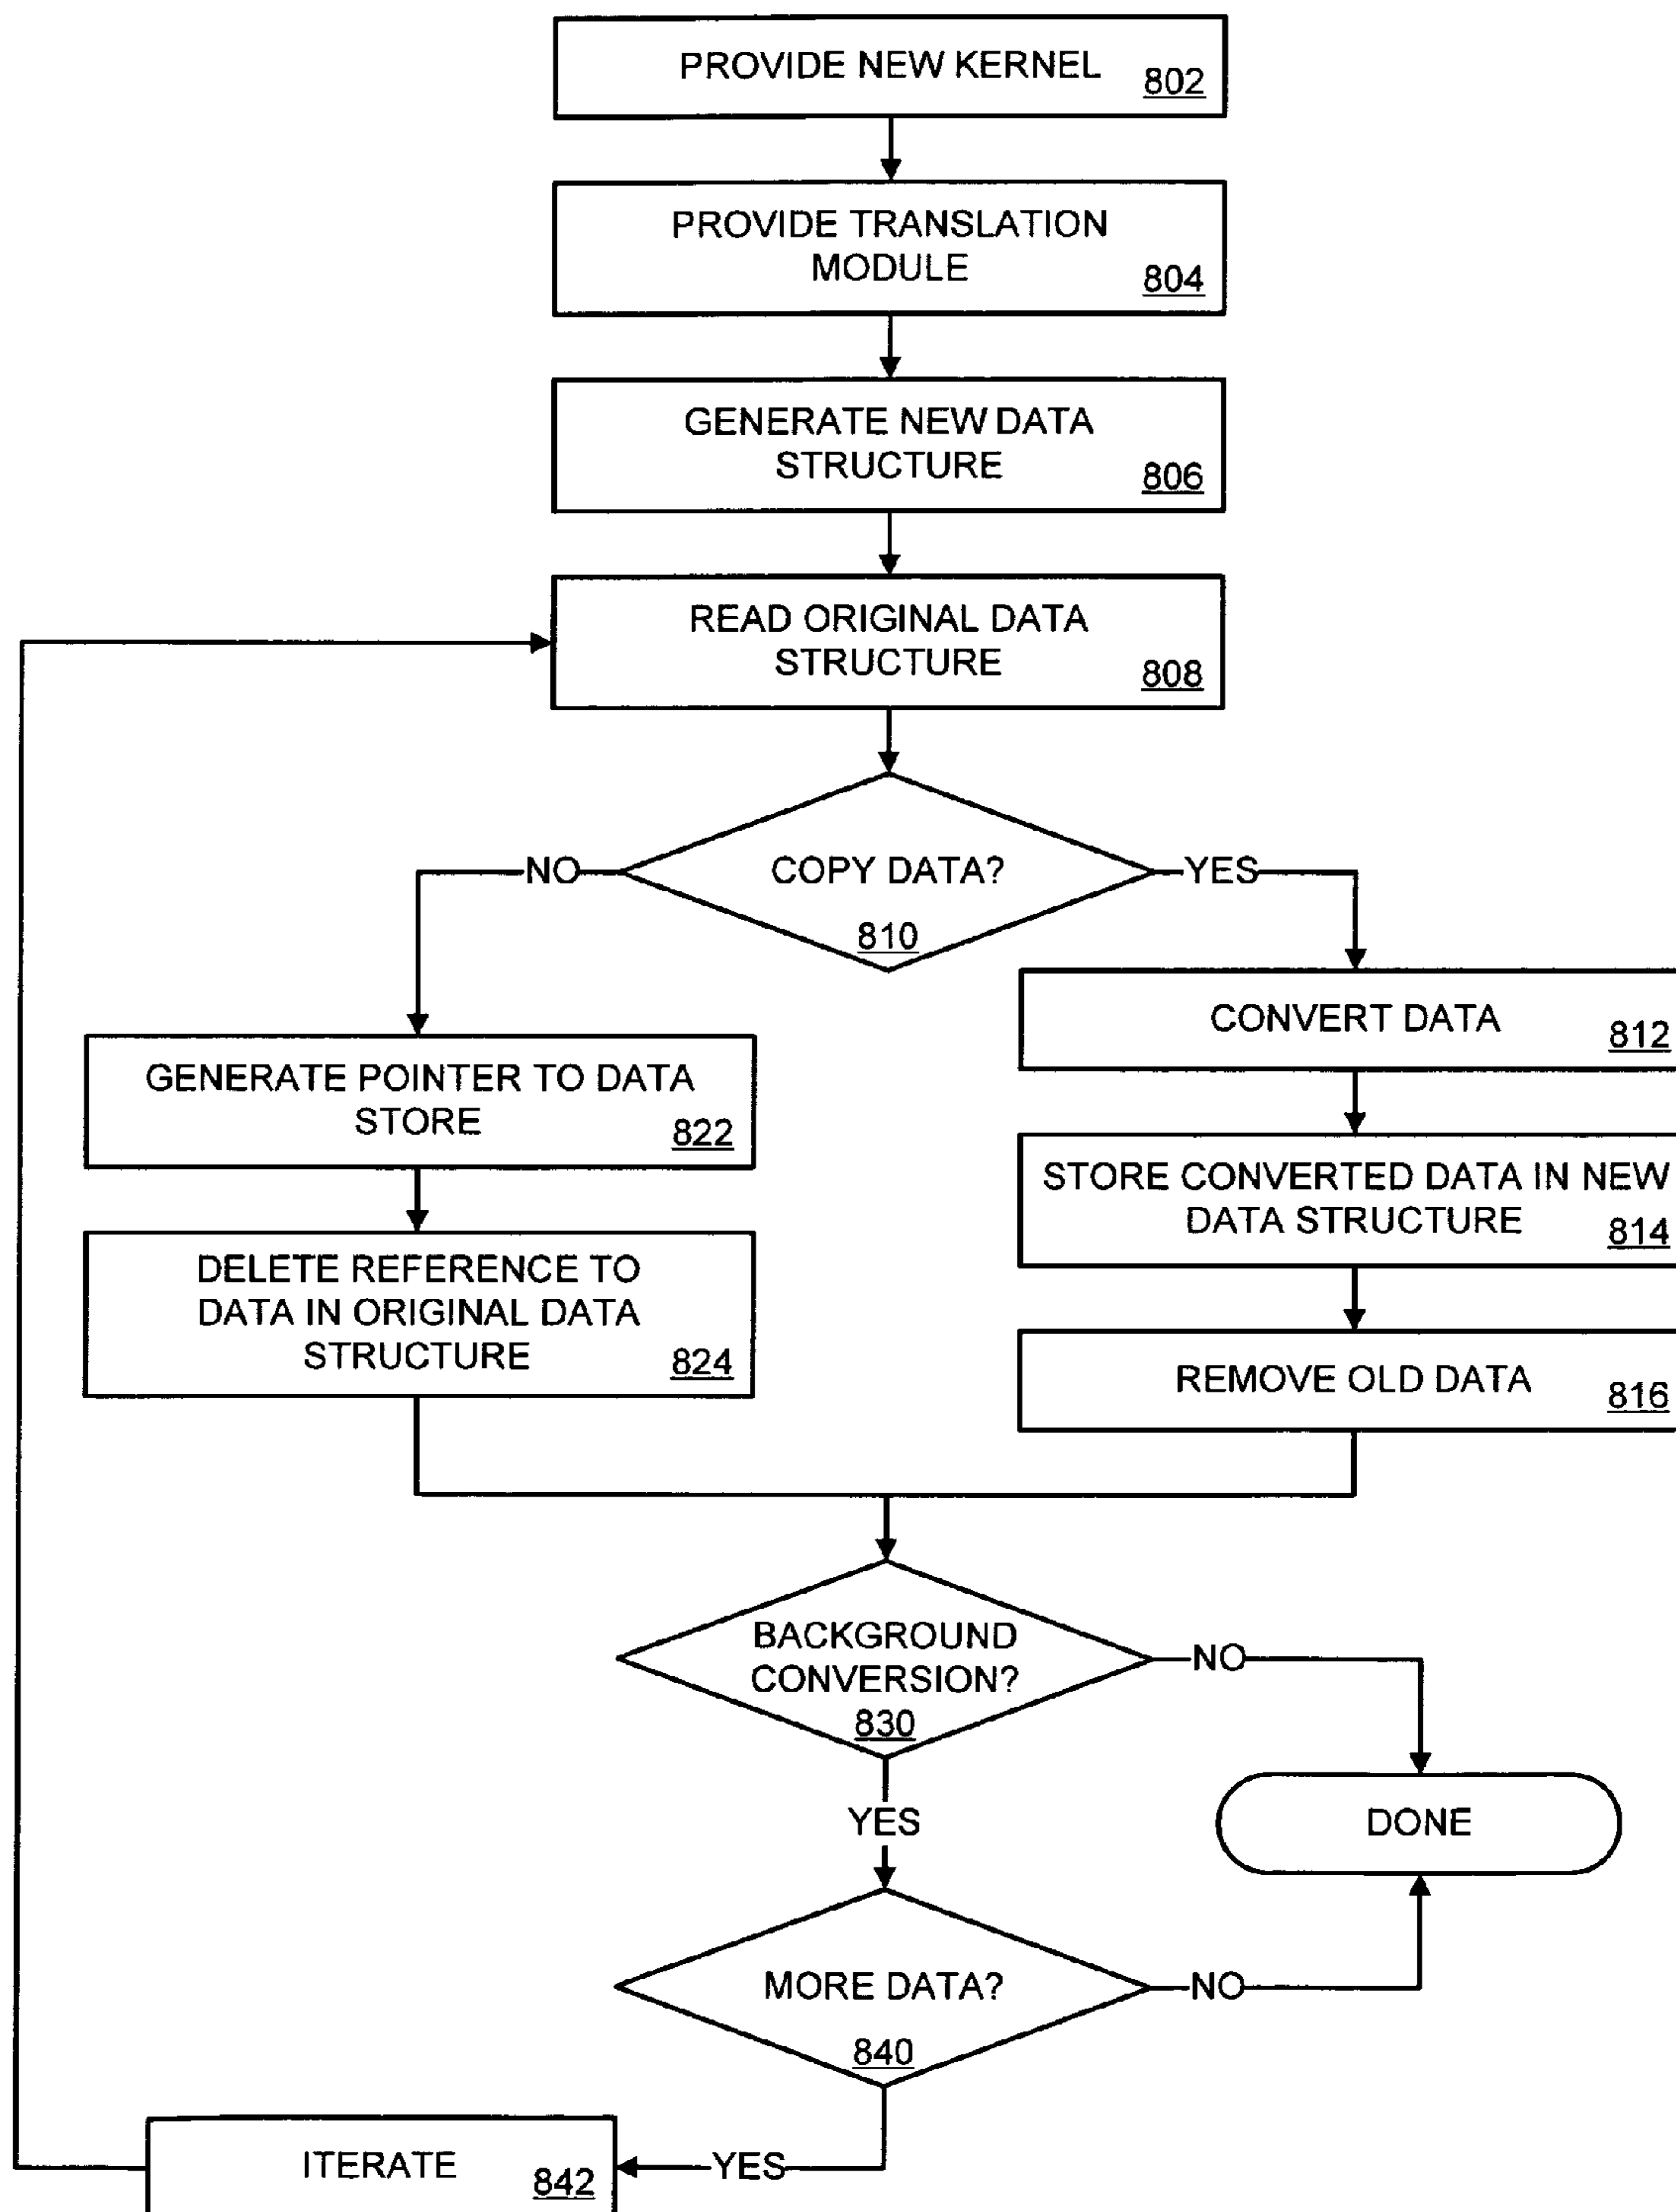 PROVIDE NEW KERNEL
802
PROVIDE TRANSLATION
MODULE
804
GENERATE NEW DATA
STRUCTURE
806
READ ORIGINAL DATA
STRUCTURE
808
NO
COPY DATA?
YES
810
CONVERT DATA
812
GENERATE POINTER TO DATA
STORE
822
STORE CONVERTED DATA IN NEW
DATA STRUCTURE
814
DELETE REFERENCE TO
DATA IN ORIGINAL DATA
STRUCTURE
824
REMOVE OLD DATA
816
BACKGROUND
CONVERSION?
830
NO
YES
DONE
MORE DATA?
840
NO
YES
ITERATE
842